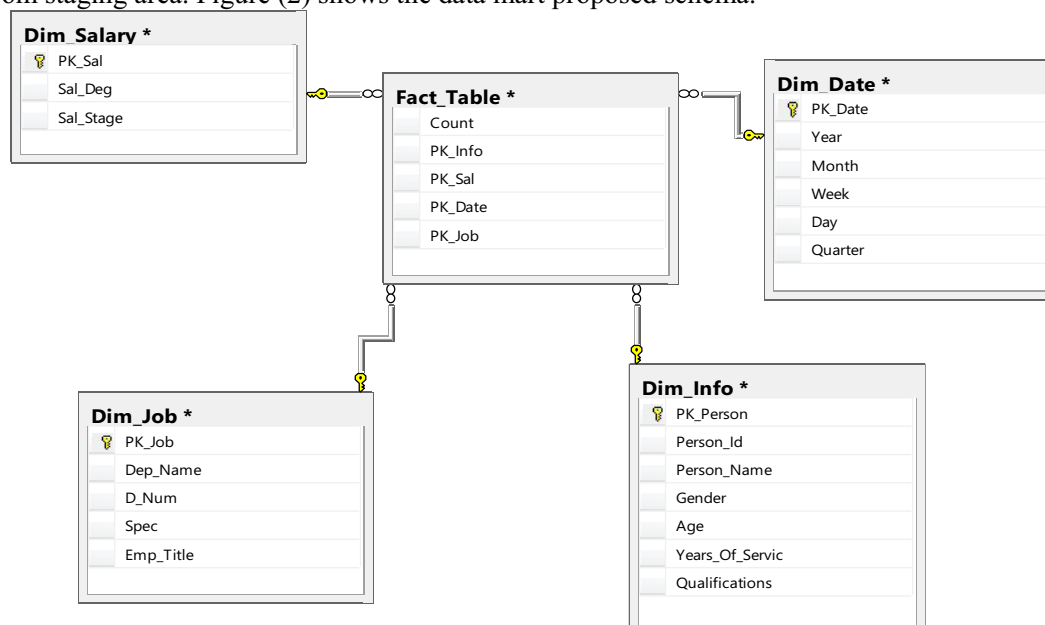 om staging area. Figure (2) shows the data mart proposed schema.
Dim_Salary *
PK_Sal
Sal_Deg
Sal_Stage
Fact_Table *
Count
PK_Info
PK_Sal
PK_Date
PK_Job
Dim_Date *
PK_Date
Year
Month
Week
Day
Quarter
Dim_Job *
PK_Job
Dep_Name
D_Num
Spec
Emp_Title
Dim_Info *
PK_Person
Person_Id
Person_Name
Gender
Age
Years_Of_Servic
Qualifications